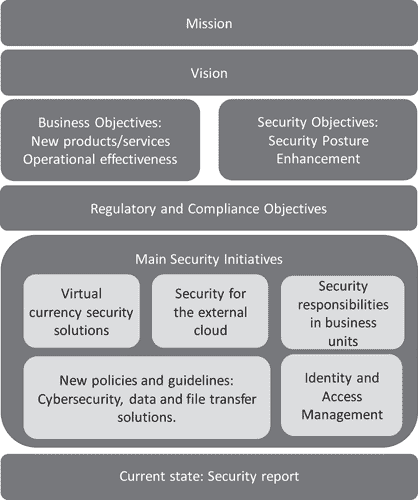 Mission
Vision
Business Objectives:
New products/services
Operational effectiveness
Security Objectives:
Security Posture
Enhancement
Regulatory and Compliance Objectives
Main Security Initiatives
Virtual
currency security
solutions
Security for
the external
cloud
Security
responsibilities
in business
units
New policies and guidelines:
Cybersecurity, data and file transfer
solutions.
Identity and
Access
Management
Current state: Security report